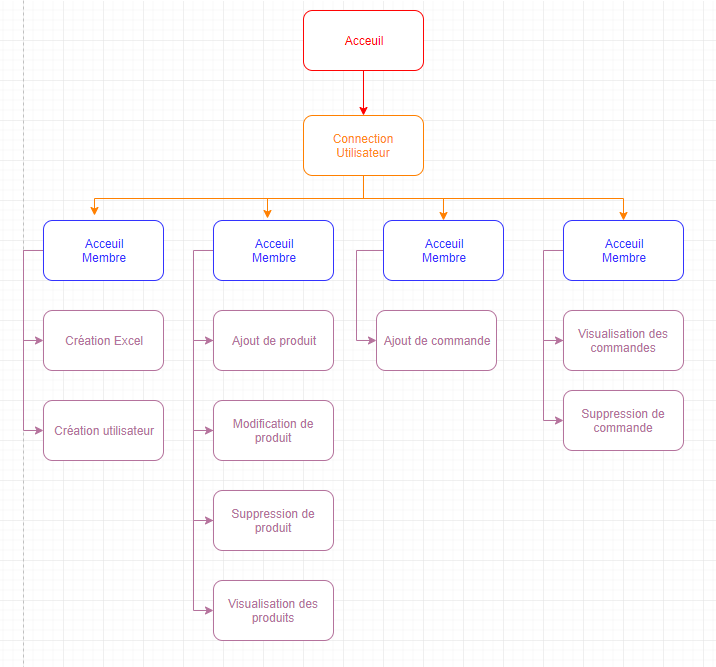 Acceuil
Connection
Utilisateur
Acceuil
Membre
Acceuil
Membre
Acceuil
Membre
Acceuil
Membre
Création Excel
Création utilisateur
Ajout de produit
Modification de
produit
Suppression de
produit
Visualisation des
produits
Ajout de commande
Visualisation des
commandes
Suppression de
commande